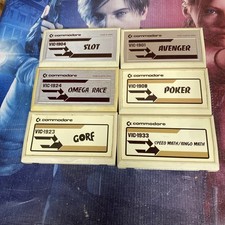 commodore
VIC-1904
SLOT
commodore
VIC-1901
AVENGER
commodore
VIC-1924
OMEGA RACE
commodore
VIC-1908
POKER
commodore
VIC-1923
GORF
commodore
VIC-1933
SPEED MATH/BINGO MATH